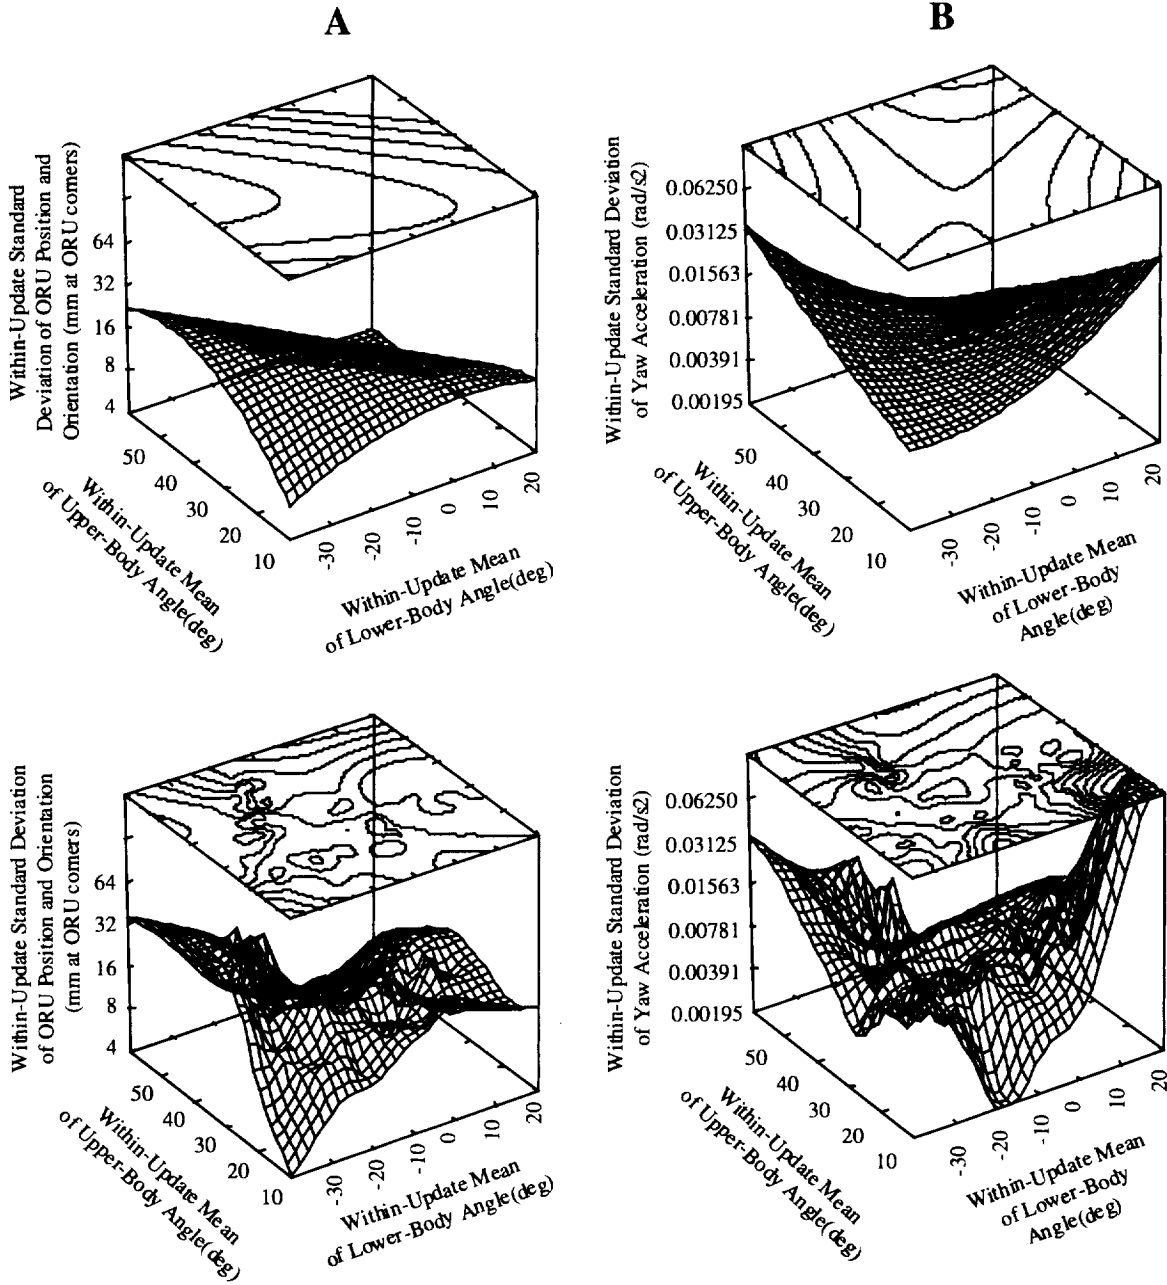 A
B
Within-Update Standard
Deviation of ORU Position and
Orientation (mm at ORU corners)
64
32
16
8
4
50
40
30
20
10
Within-Update Mean
of Upper-Body Angle(deg)
-30
-20
-10
0
10
20
Within-Update Mean
of Lower-Body Angle(deg)
Within-Update Standard Deviation
of Yaw Acceleration (rad/s2)
0.06250
0.03125
0.01563
0.00781
0.00391
0.00195
50
40
30
20
10
Within-Update Mean
of Upper-Body Angle(deg)
-30
-20
-10
0
10
20
Within-Update Mean
of Lower-Body
Angle(deg)
Within-Update Standard Deviation
of ORU Position and Orientation
(mm at ORU corners)
64
32
16
8
4
50
40
30
20
10
Within-Update Mean
of Upper-Body Angle(deg)
-30
-20
-10
0
10
20
Within-Update Mean
of Lower-Body Angle(deg)
Within-Update Standard Deviation
of Yaw Acceleration (rad/s2)
0.06250
0.03125
0.01563
0.00781
0.00391
0.00195
50
40
30
20
10
Within-Update Mean
of Upper-Body Angle(deg)
-30
-20
-10
0
10
20
Within-Update Mean
of Lower-Body
Angle(deg)